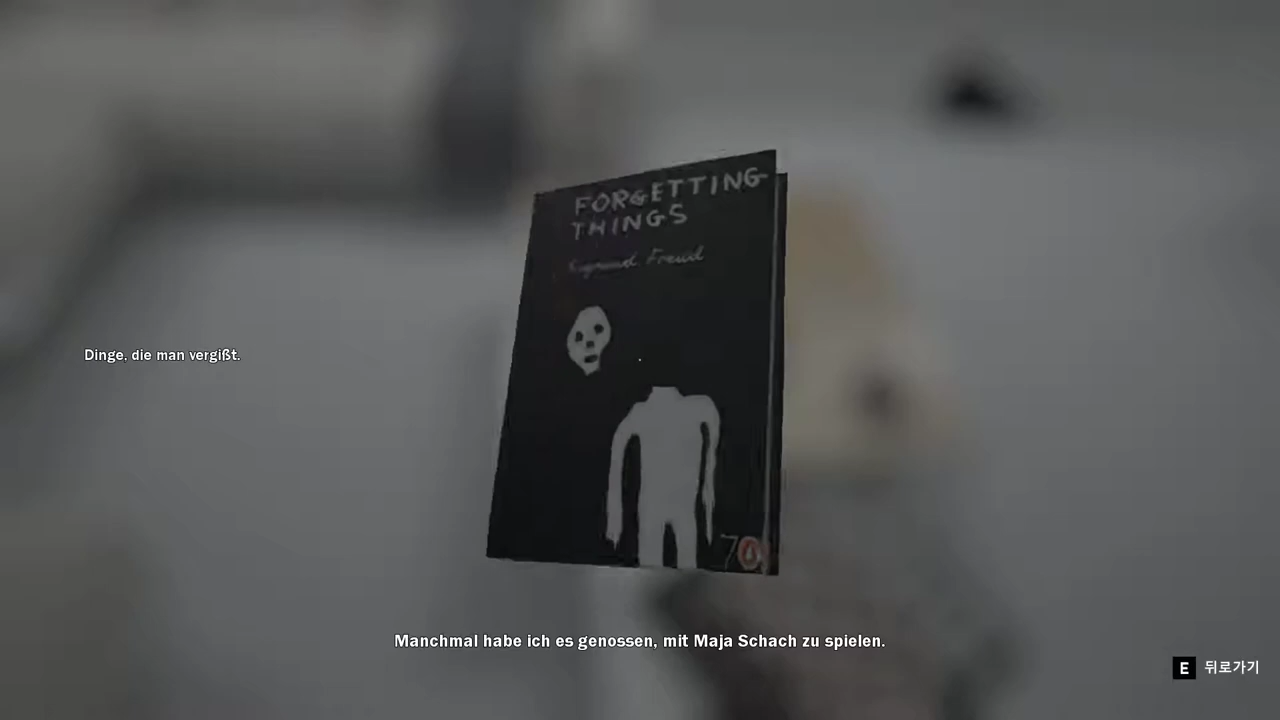 FORGETTING
THINGS
Sigmund Freud
Dinge, die man vergißt.
70
Manchmal habe ich es genossen, mit Maja Schach zu spielen.
E 뒤로가기